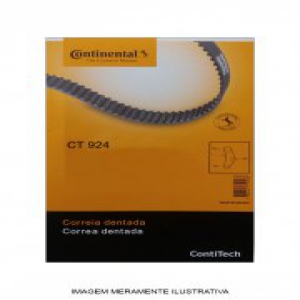 Continental
CT 924
Correia dentada
Correa dentada
ContiTech
IMAGEM MERAMENTE ILUSTRATIVA